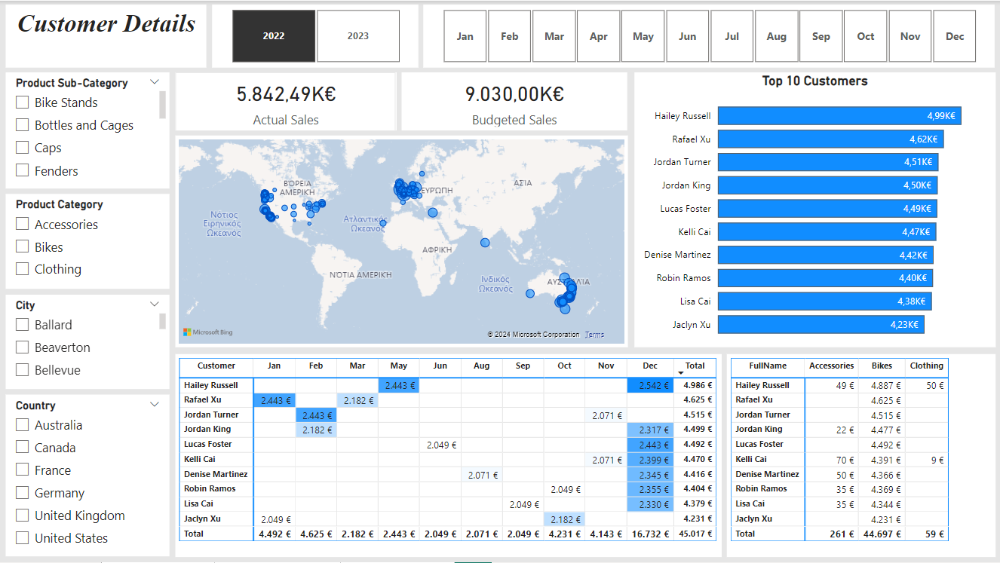 Customer Details
2022 2023
Jan Feb Mar Apr May Jun Jul Aug Sep Oct Nov Dec
Product Sub-Category
Bike Stands
Bottles and Cages
Caps
Fenders
Product Category
Accessories
Bikes
Clothing
City
Ballard
Beaverton
Bellevue
Country
Australia
Canada
France
Germany
United Kingdom
United States
5.842,49K€
Actual Sales
9.030,00K€
Budgeted Sales
ΒΌΡΕΙΑ
ΑΜΕΡΙΚΉ
ΕΥΡΏΠΗ
ΑΣΊΑ
Νότιος
Ειρηνικός
Ωκεανός
Ατλαντικός
Ωκεανός
ΑΦΡΙΚΉ
ΝΌΤΙΑ ΑΜΕΡΙΚΉ
Ινδικός
Ωκεανός
Microsoft Bing
© 2024 Microsoft Corporation Terms
Top 10 Customers
Hailey Russell 4,99K€
Rafael Xu 4,62K€
Jordan Turner 4,51K€
Jordan King 4,50K€
Lucas Foster 4,49K€
Kelli Cai 4,47K€
Denise Martinez 4,42K€
Robin Ramos 4,40K€
Lisa Cai 4,38K€
Jaclyn Xu 4,23K€
Customer Jan Feb Mar May Jun Aug Sep Oct Nov Dec Total
Hailey Russell 2.443 € 2.542 € 4.986 €
Rafael Xu 2.443 € 2.182 € 4.625 €
Jordan Turner 2.443 € 2.071 € 4.515 €
Jordan King 2.182 € 2.317 € 4.499 €
Lucas Foster 2.049 € 2.443 € 4.492 €
Kelli Cai 2.071 € 2.399 € 4.470 €
Denise Martinez 2.071 € 2.345 € 4.416 €
Robin Ramos 2.049 € 2.355 € 4.404 €
Lisa Cai 2.049 € 2.330 € 4.379 €
Jaclyn Xu 2.049 € 2.182 € 4.231 €
Total 4.492 € 4.625 € 2.182 € 2.443 € 2.049 € 2.071 € 2.049 € 4.231 € 4.143 € 16.732 € 45.017 €
FullName Accessories Bikes Clothing
Hailey Russell 49 € 4.887 € 50 €
Rafael Xu 4.625 €
Jordan Turner 4.515 €
Jordan King 22 € 4.477 €
Lucas Foster 4.492 €
Kelli Cai 70 € 4.391 € 9 €
Denise Martinez 50 € 4.366 €
Robin Ramos 35 € 4.369 €
Lisa Cai 35 € 4.344 €
Jaclyn Xu 4.231 €
Total 261 € 44.697 € 59 €